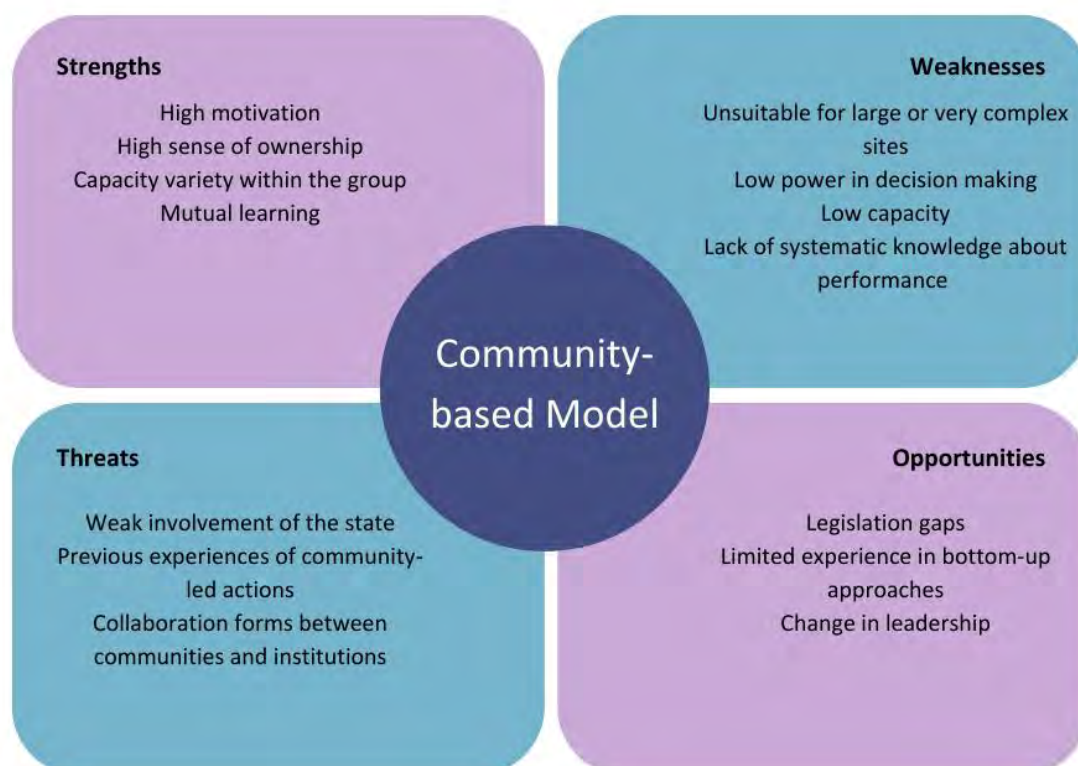 Strengths
High motivation
High sense of ownership
Capacity variety within the group
Mutual learning
Weaknesses
Unsuitable for large or very complex
sites
Low power in decision making
Low capacity
Lack of systematic knowledge about
performance
Community-
based Model
Threats
Weak involvement of the state
Previous experiences of community-
led actions
Collaboration forms between
communities and institutions
Opportunities
Legislation gaps
Limited experience in bottom-up
approaches
Change in leadership